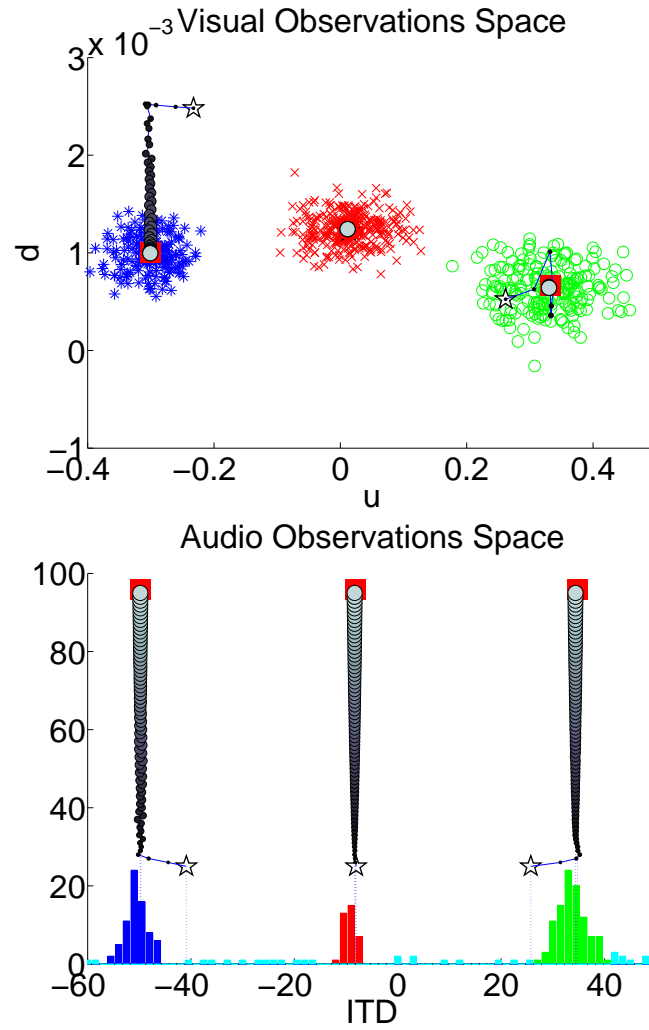 x 10⁻³ Visual Observations Space
3
2
1
0
−1
d
−0.4 −0.2 0 0.2 0.4
u
Audio Observations Space
100
80
60
40
20
0
−60 −40 −20 0 20 40
ITD